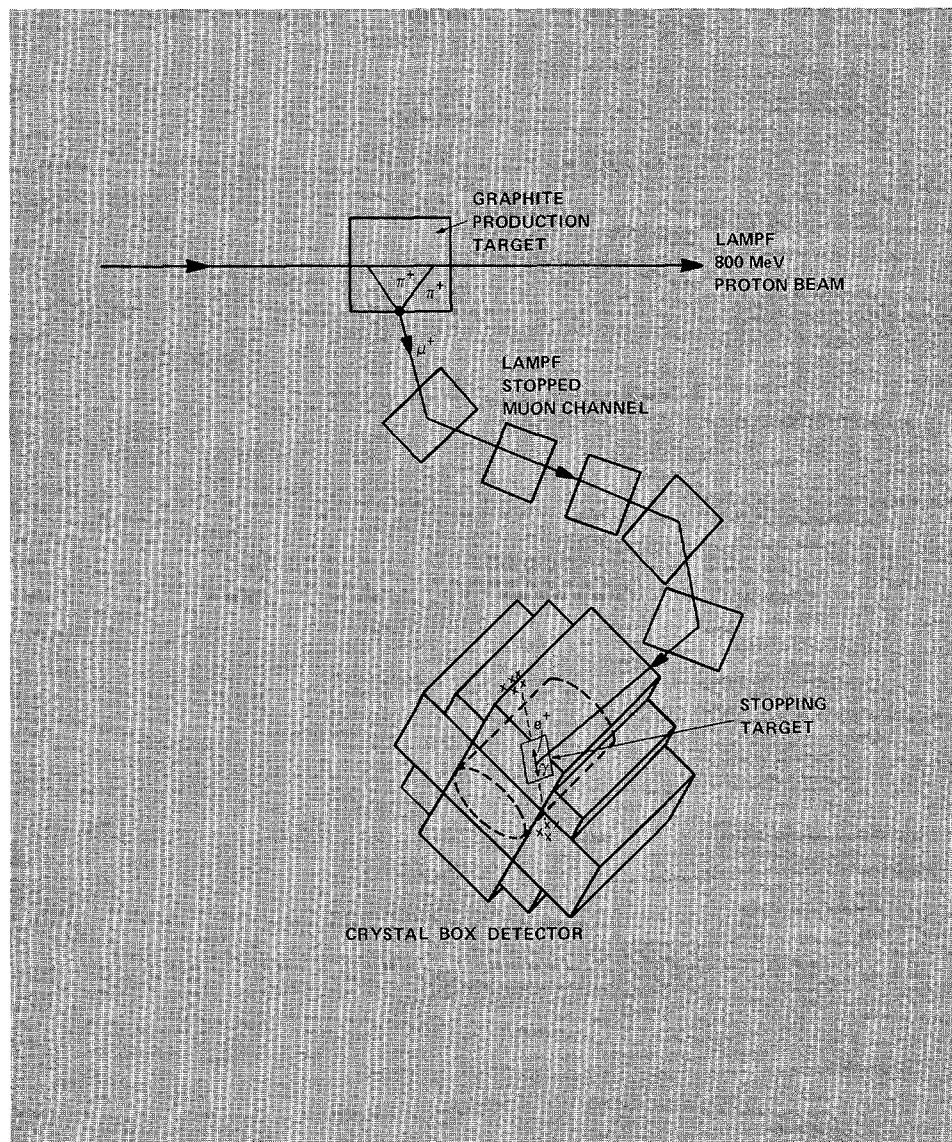 GRAPHITE
PRODUCTION
TARGET
LAMPF
800 MeV
PROTON BEAM
π+
π+
μ+
LAMPF
STOPPED
MUON CHANNEL
e+
STOPPING
TARGET
CRYSTAL BOX DETECTOR